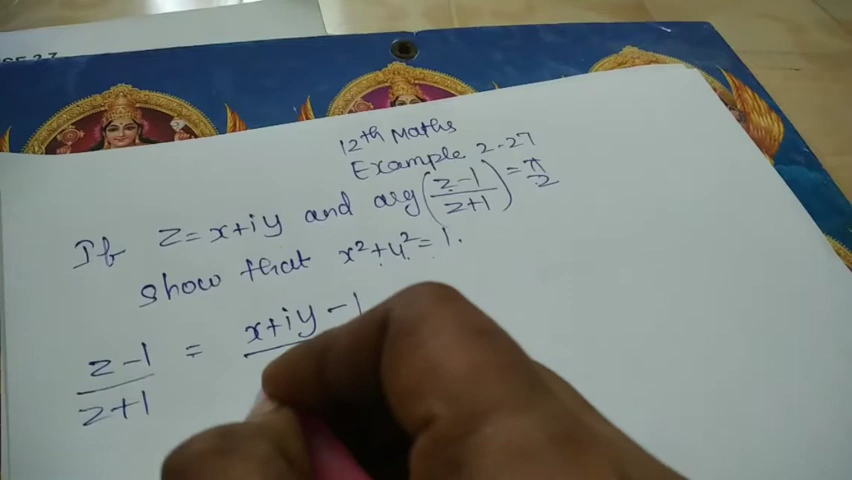 12th Maths
Example 2.27
If z = x+iy and arg(z-1/z+1) = π/2
show that x²+y²=1.
z-1/z+1 = x+iy-1